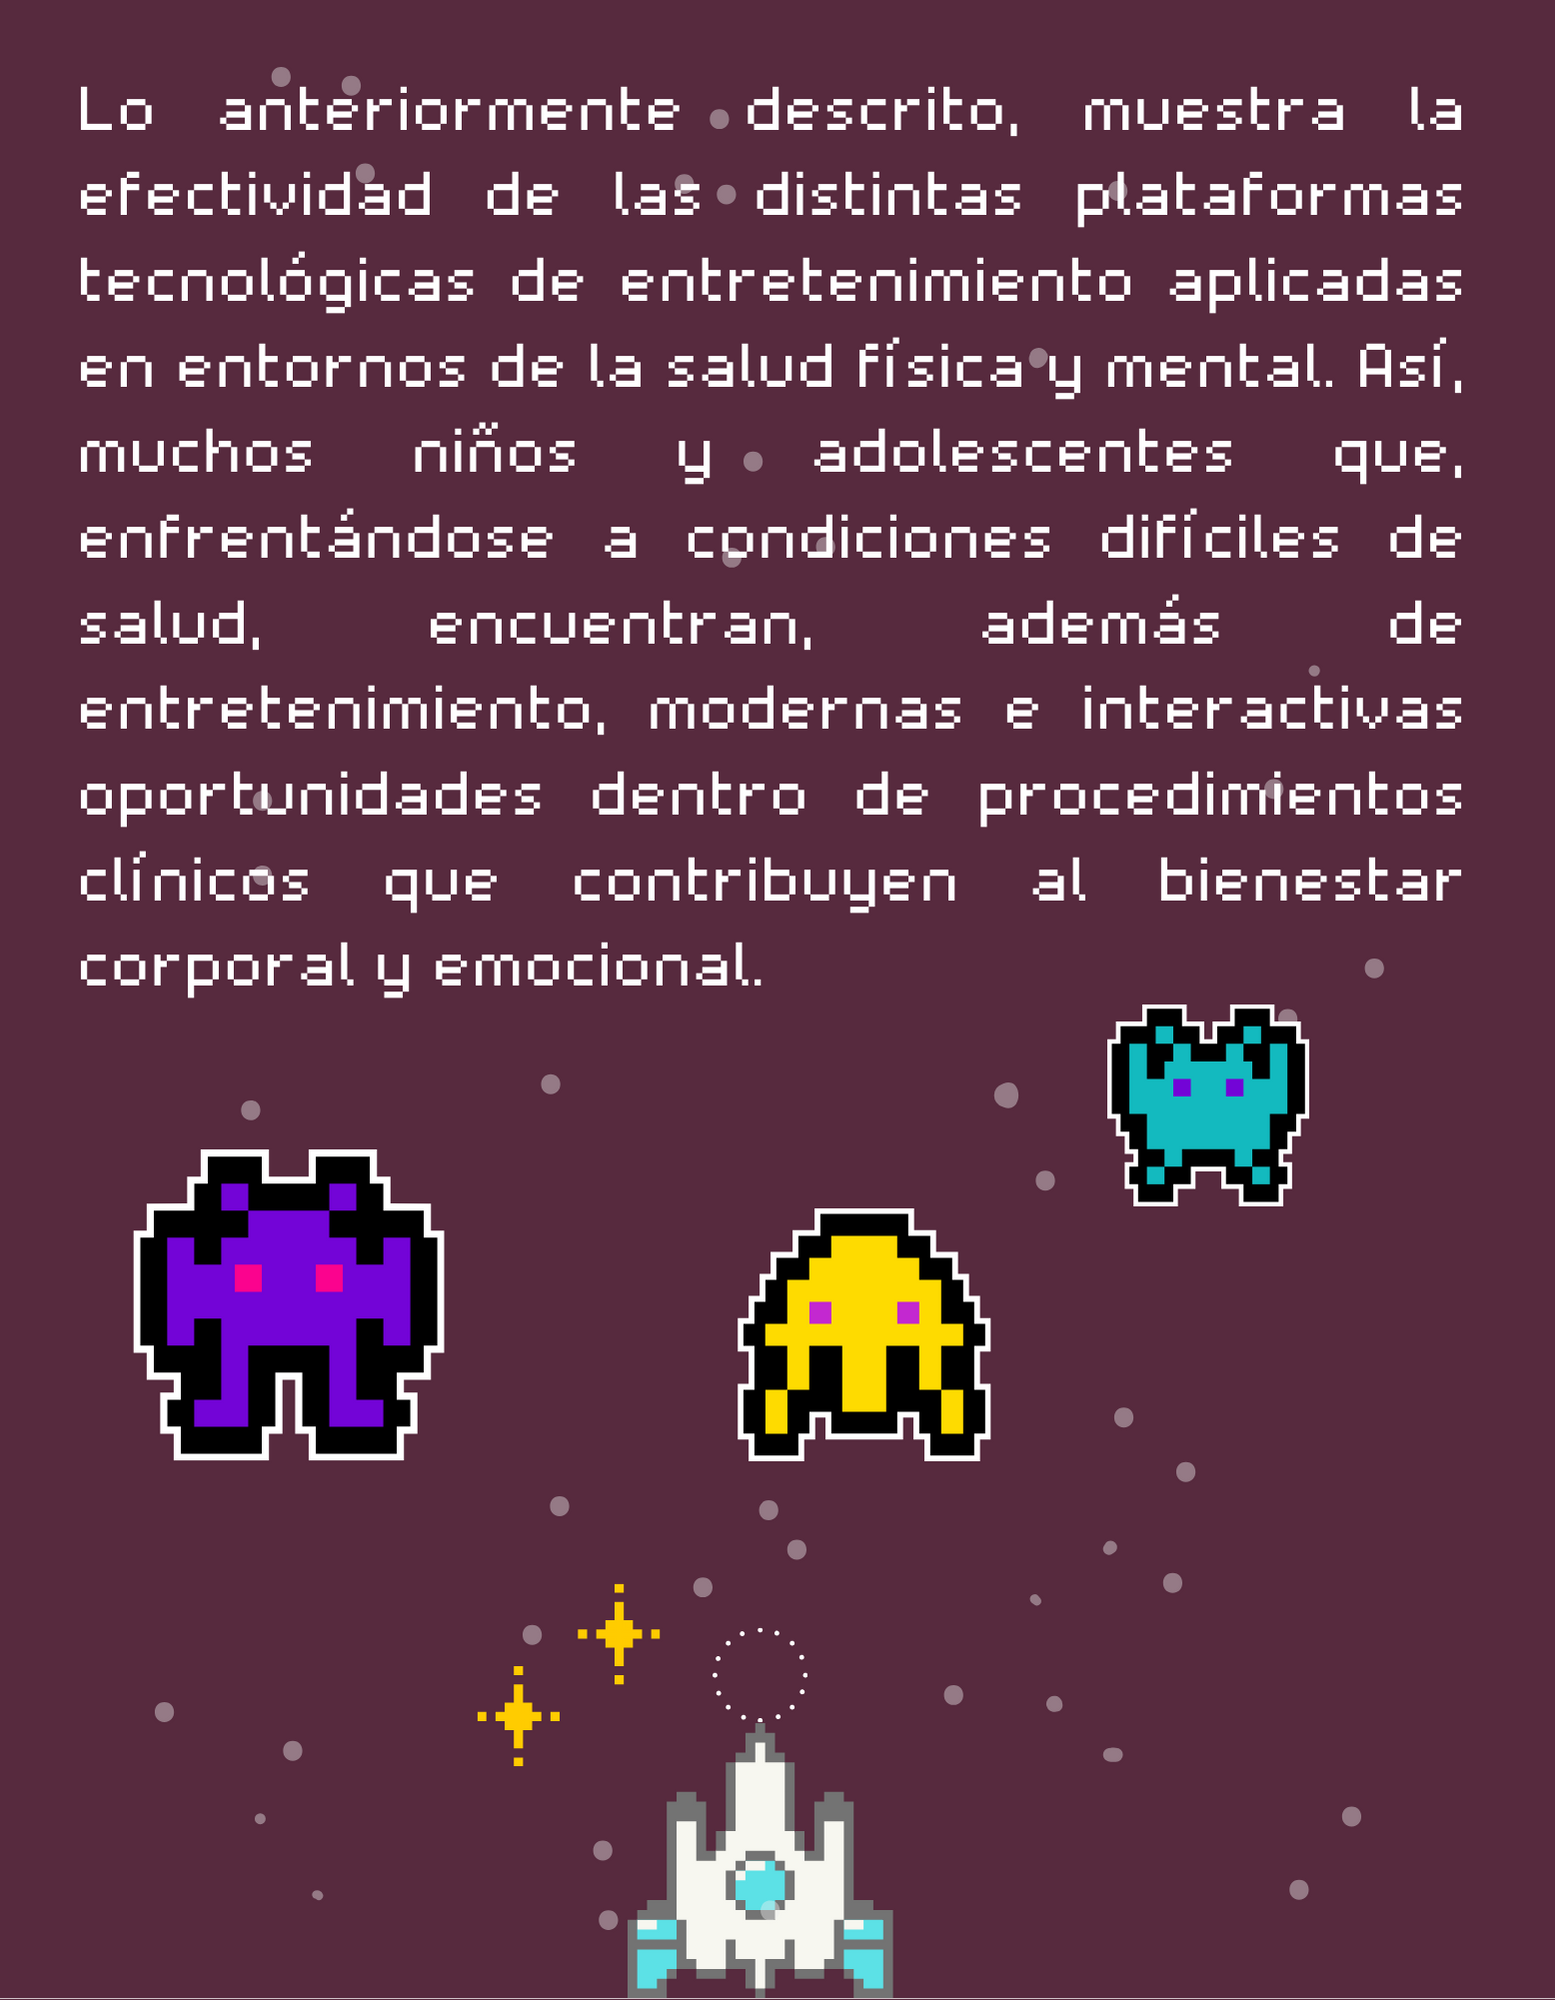 Lo anteriormente descrito, muestra la
efectividad de las distintas plataformas
tecnológicas de entretenimiento aplicadas
en entornos de la salud física y mental. Así,
muchos niños y adolescentes que,
enfrentándose a condiciones difíciles de
salud, encuentran, además de
entretenimiento, modernas e interactivas
oportunidades dentro de procedimientos
clínicos que contribuyen al bienestar
corporal y emocional.